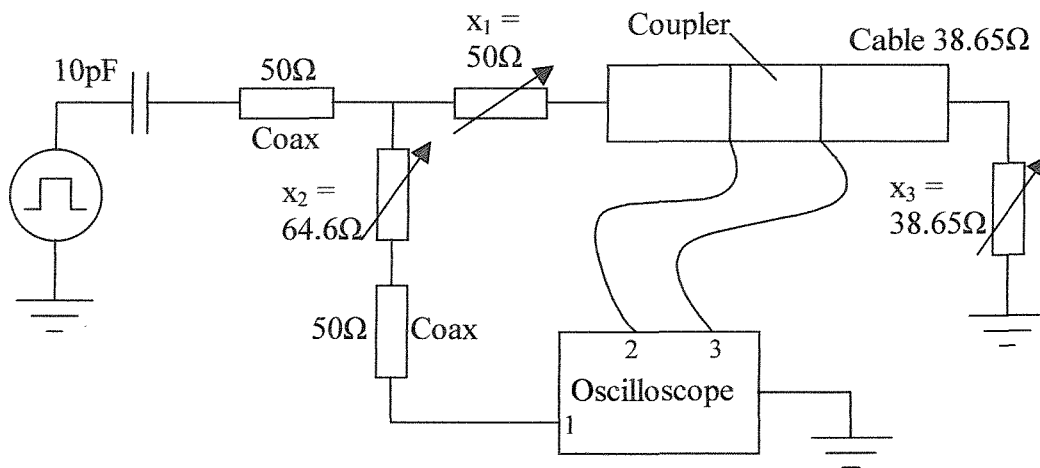 x₁ =
50Ω
Coupler
Cable 38.65Ω
10pF
50Ω
Coax
x₂ =
64.6Ω
x₃ =
38.65Ω
50Ω
Coax
2
3
Oscilloscope
1